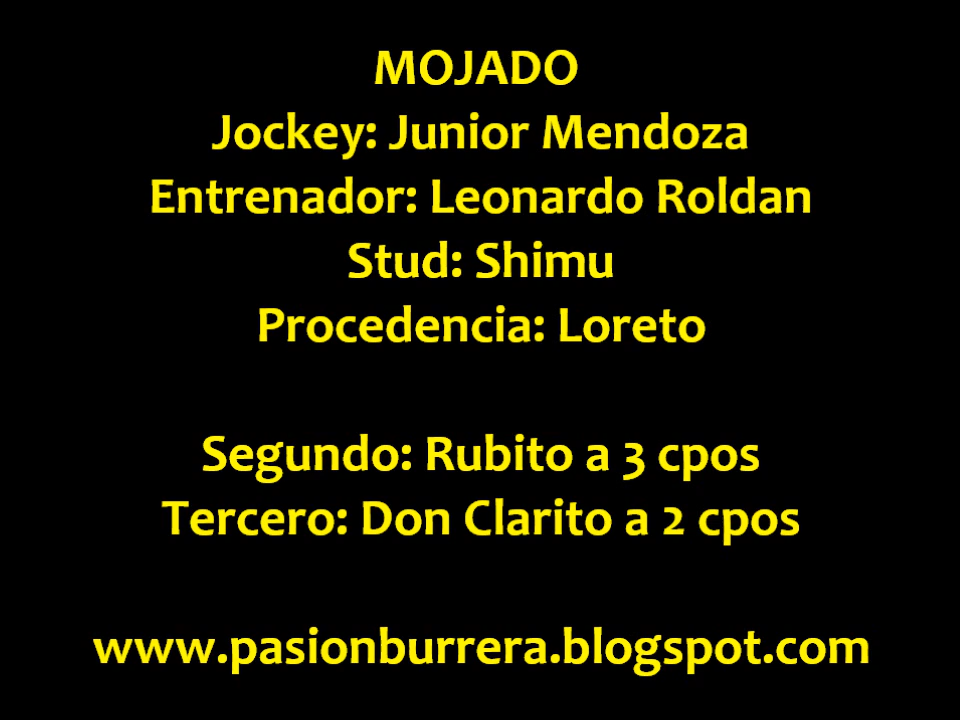 MOJADO
Jockey: Junior Mendoza
Entrenador: Leonardo Roldan
Stud: Shimu
Procedencia: Loreto
Segundo: Rubito a 3 cpos
Tercero: Don Clarito a 2 cpos
www.pasionburrera.blogspot.com